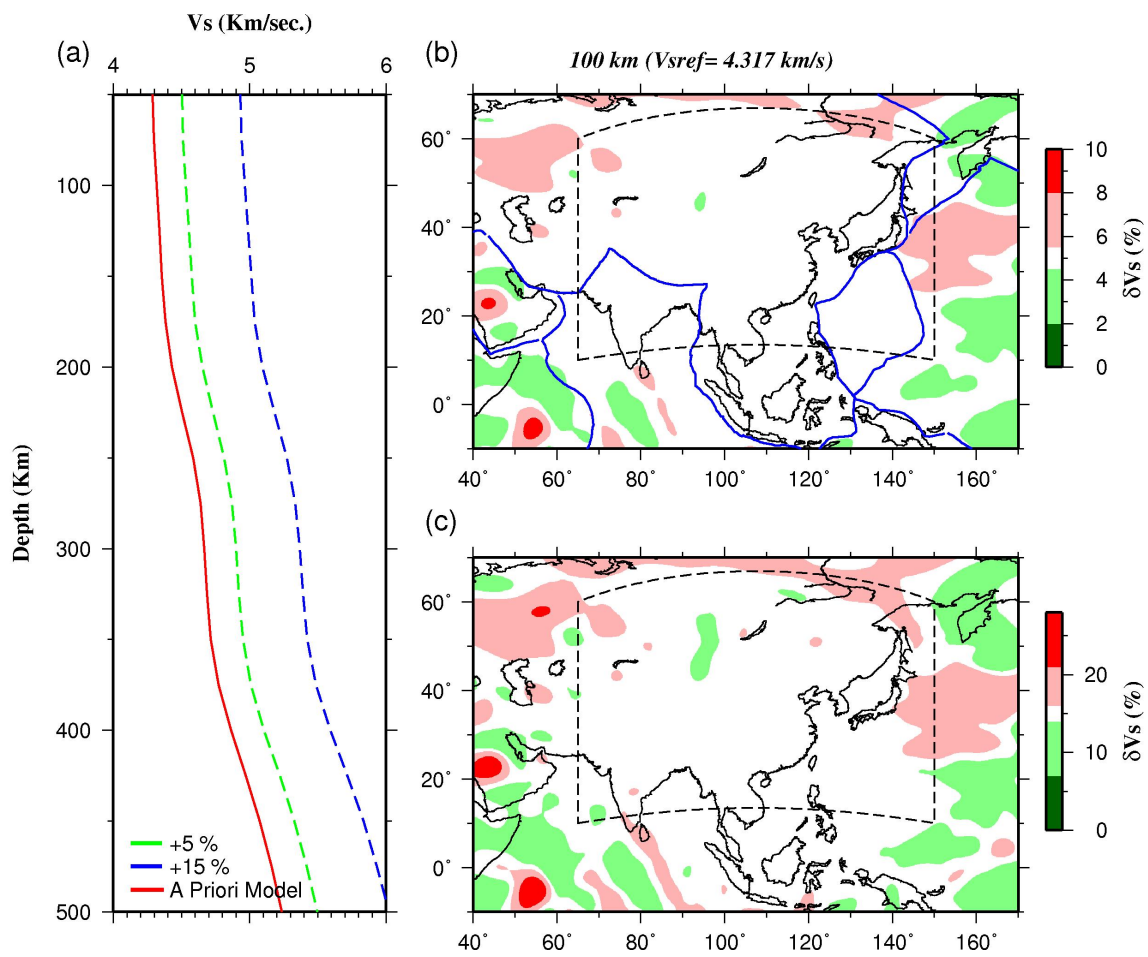 Vs (Km/sec.)
(a)
4 5 6
100
200
300
400
500
Depth (Km)
+5 %
+15 %
A Priori Model
(b)
100 km (Vsref= 4.317 km/s)
60°
40°
20°
0°
40° 60° 80° 100° 120° 140° 160°
10
8
6
4
2
0
δVs (%)
(c)
60°
40°
20°
0°
40° 60° 80° 100° 120° 140° 160°
20
10
0
δVs (%)